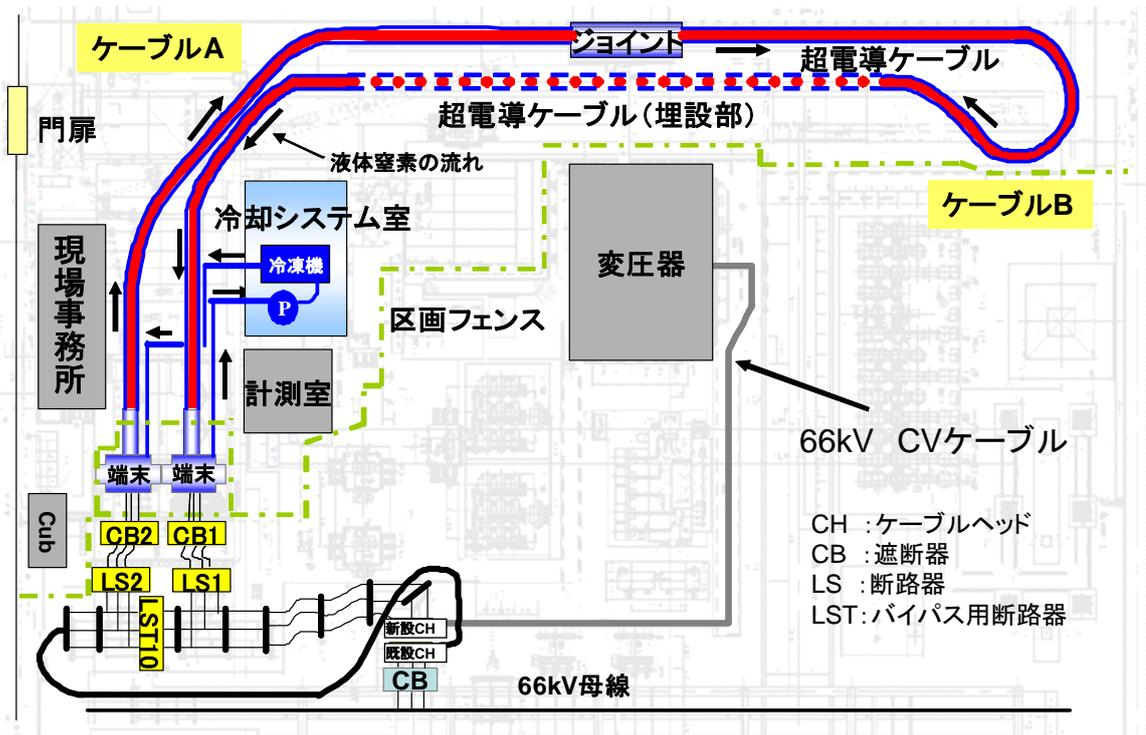 ケーブルA
ジョイント
超電導ケーブル
門扉
超電導ケーブル（埋設部）
液体窒素の流れ
ケーブルB
冷却システム室
冷凍機
P
現場事務所
変圧器
区画フェンス
計測室
66kV CVケーブル
端末
端末
Cub
CB2
CB1
LS2
LS1
LST10
CH ：ケーブルヘッド
CB ：遮断器
LS ：断路器
LST：バイパス用断路器
新設CH
既設CH
CB
66kV母線